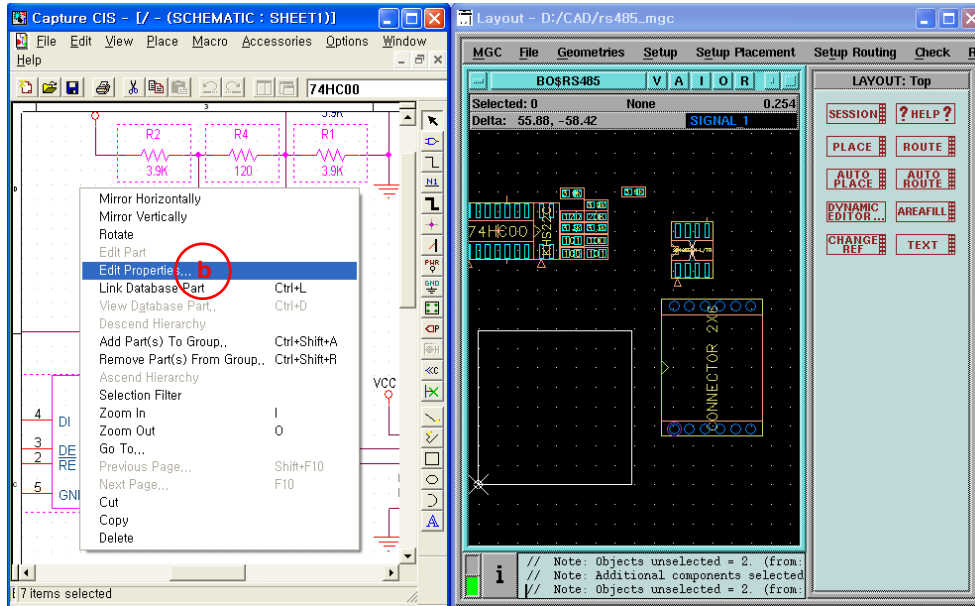 Capture CIS - [/ - (SCHEMATIC : SHEET1)]
File Edit View Place Macro Accessories Options Window
Help
74HC00
3
3.9K
R2 R4 R1
3.9K 120 3.9K
Mirror Horizontally
Mirror Vertically
Rotate
Edit Part
Edit Properties...
b
Link Database Part Ctrl+L
View Database Part.. Ctrl+D
Descend Hierarchy
Add Part(s) To Group.. Ctrl+Shift+A
Remove Part(s) From Group.. Ctrl+Shift+R
Ascend Hierarchy
Selection Filter
Zoom In I
Zoom Out O
Go To...
Previous Page... Shift+F10
Next Page... F10
Cut
Copy
Delete
VCC
4 DI
3 DE
2 RE
5 GN
N1
PWR
GND
7 items selected
Layout - D:/CAD/rs485_mgc
MGC File Geometries Setup Setup Placement Setup Routing Check R
BO$RS485 V A I O R
Selected: 0 None 0.254
Delta: 55.88, -58.42 SIGNAL_1
74HC00
CONNECTOR 2X6
LAYOUT: Top
SESSION ? HELP ?
PLACE ROUTE
AUTO PLACE AUTO ROUTE
DYNAMIC EDITOR... AREAFILL
CHANGE REF TEXT
i
// Note: Objects unselected = 2. (from:
// Note: Additional components selected
// Note: Objects unselected = 2. (from: